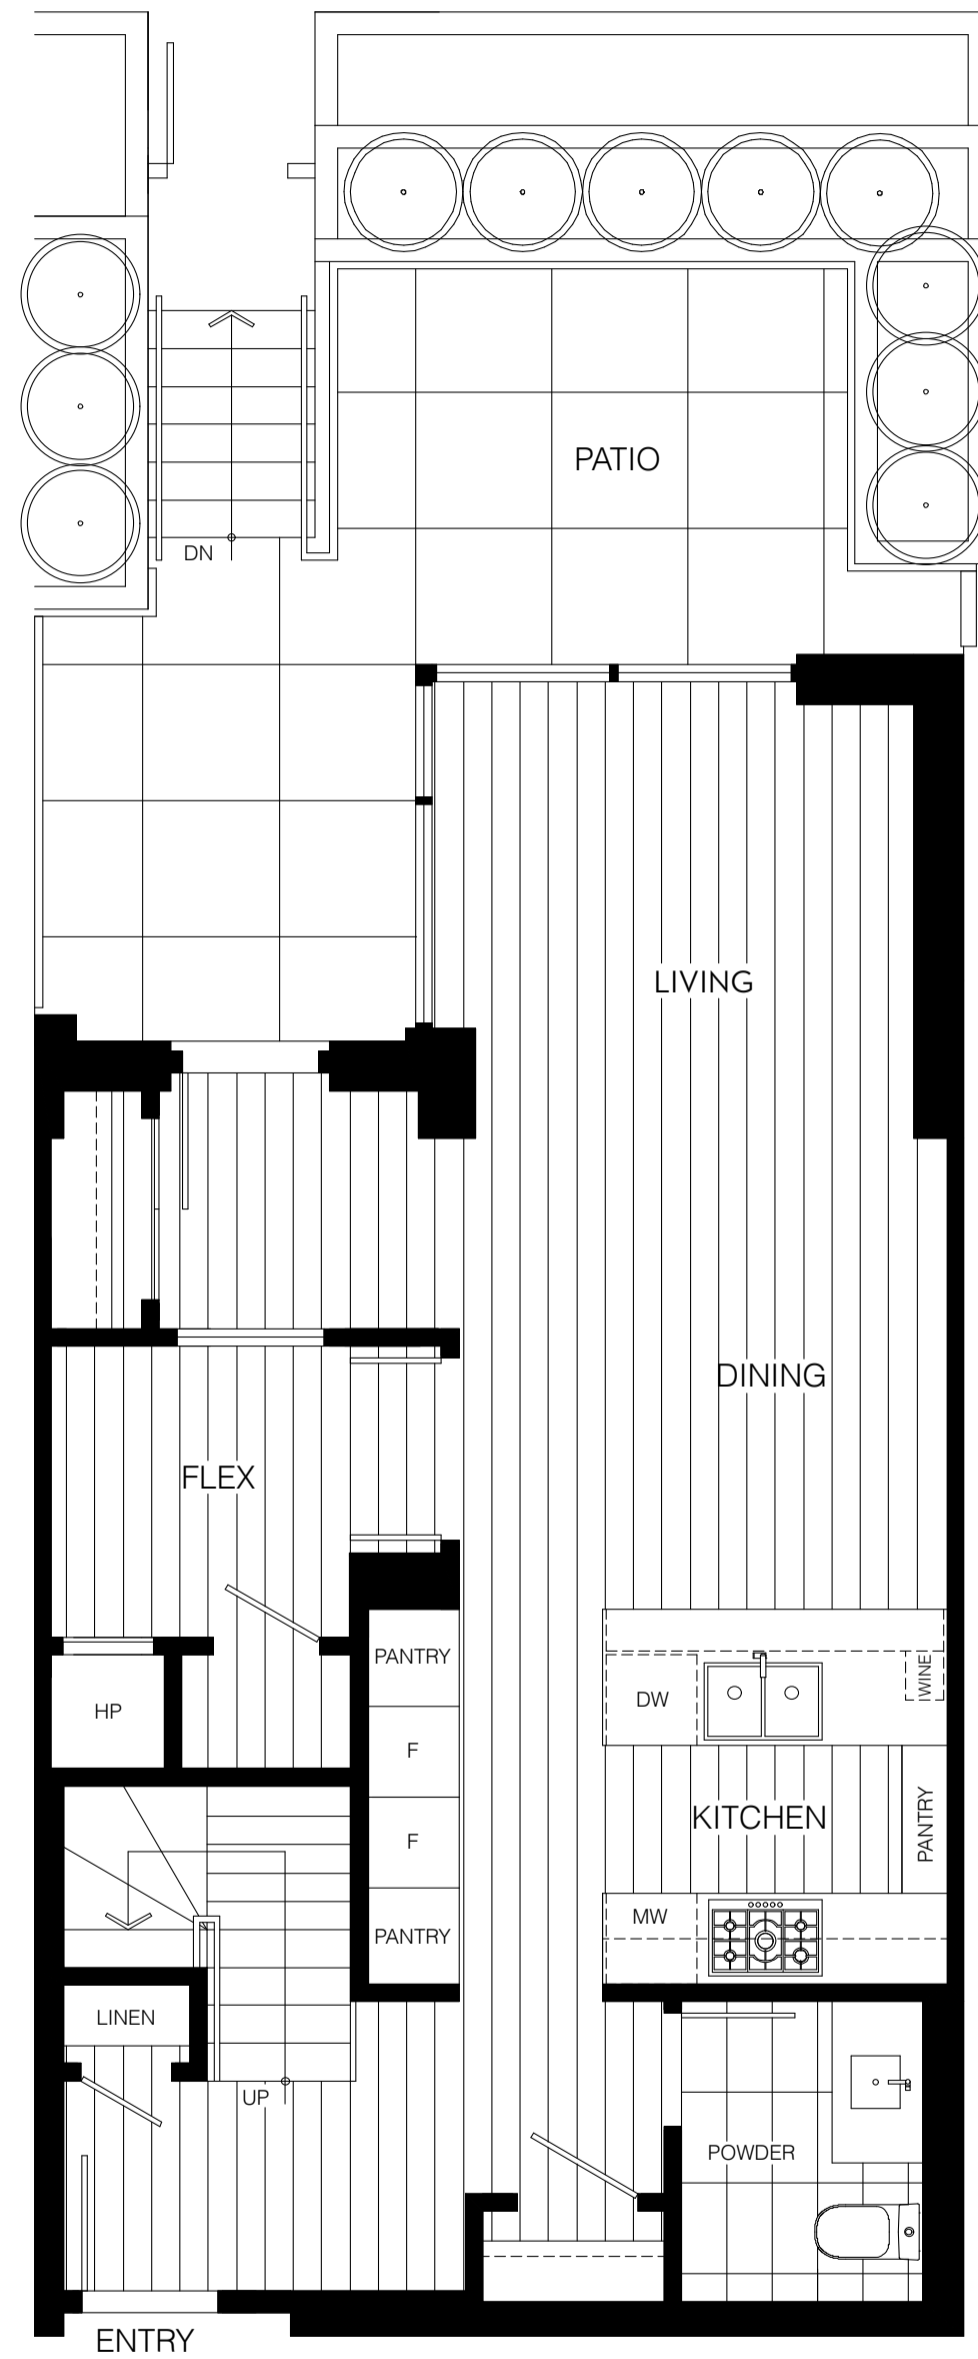 PATIO
DN
LIVING
DINING
FLEX
PANTRY
WINE
DW
HP
F
KITCHEN
PANTRY
F
MW
PANTRY
LINEN
UP
POWDER
ENTRY